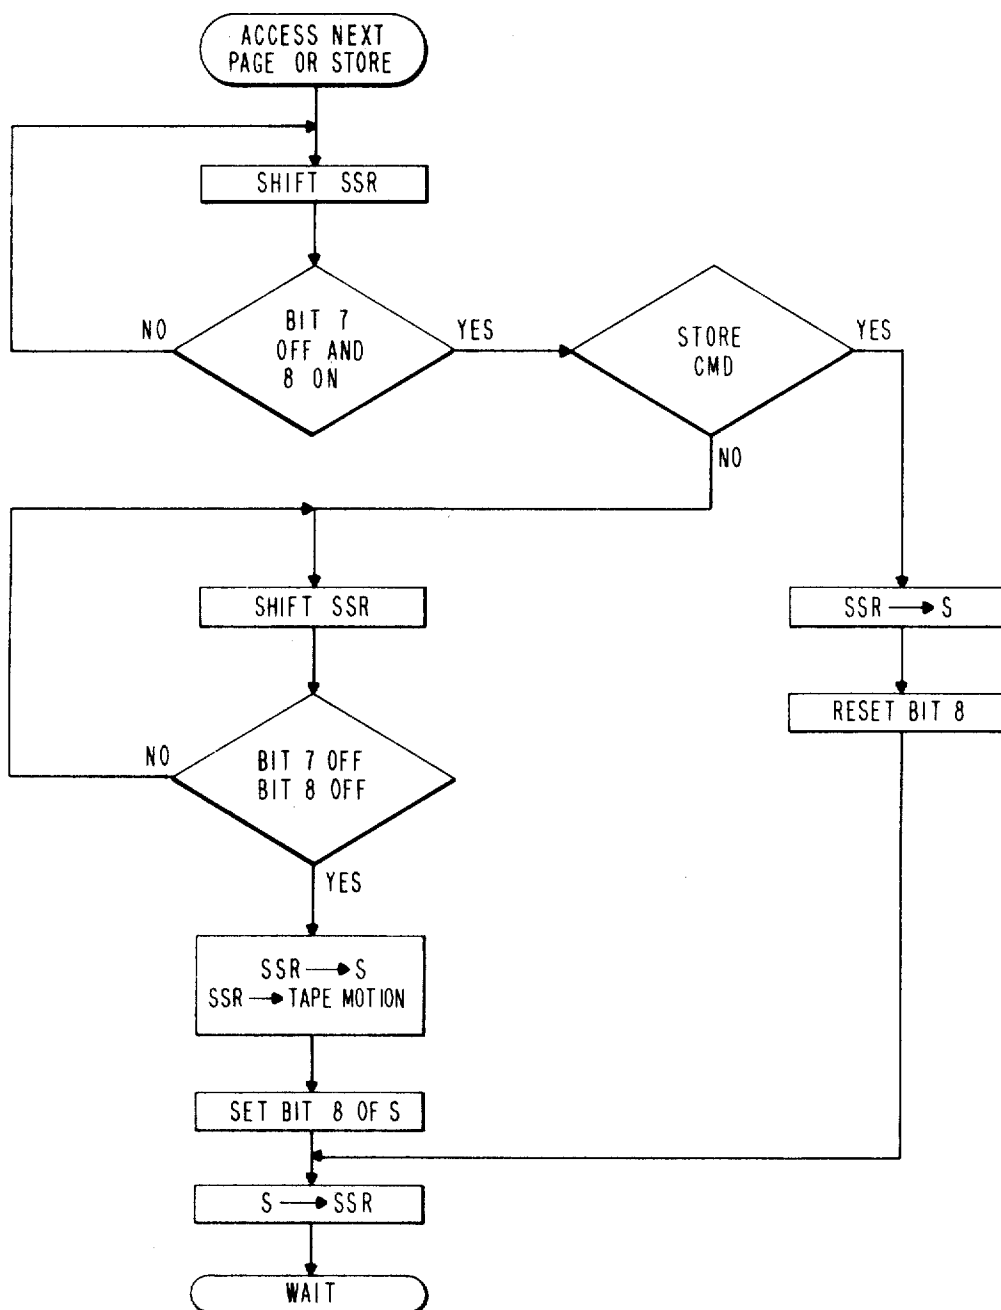 ACCESS NEXT
PAGE OR STORE
SHIFT SSR
BIT 7
OFF AND
8 ON
NO
YES
STORE
CMD
YES
NO
SHIFT SSR
SSR → S
RESET BIT 8
BIT 7 OFF
BIT 8 OFF
NO
YES
SSR → S
SSR → TAPE MOTION
SET BIT 8 OF S
S → SSR
WAIT